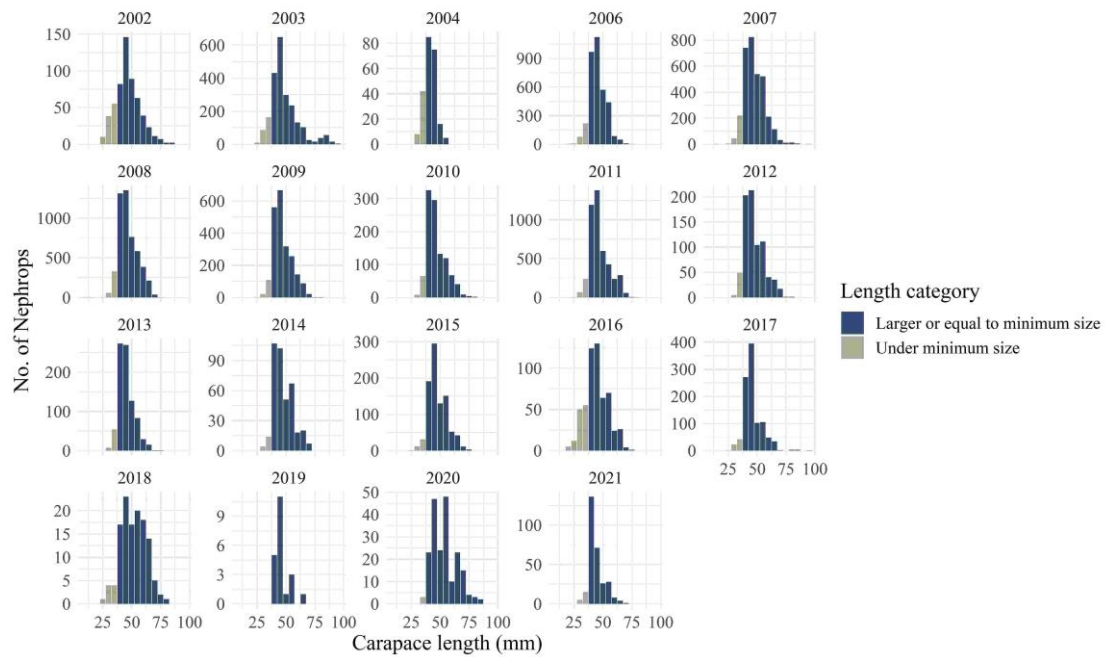 2002 2003 2004 2006 2007
150 100 50 0
600 400 200 0
80 60 40 20 0
900 600 300 0
800 600 400 200 0
2008 2009 2010 2011 2012
1000 500 0
600 400 200 0
300 200 100 0
1000 500 0
200 150 100 50 0
2013 2014 2015 2016 2017
200 100 0
90 60 30 0
300 200 100 0
100 50 0
400 300 200 100 0
25 50 75 100
2018 2019 2020 2021
20 15 10 5 0
9 6 3 0
50 40 30 20 10 0
100 50 0
25 50 75 100 25 50 75 100 25 50 75 100 25 50 75 100
Carapace length (mm)
No. of Nephrops
Length category
Larger or equal to minimum size
Under minimum size